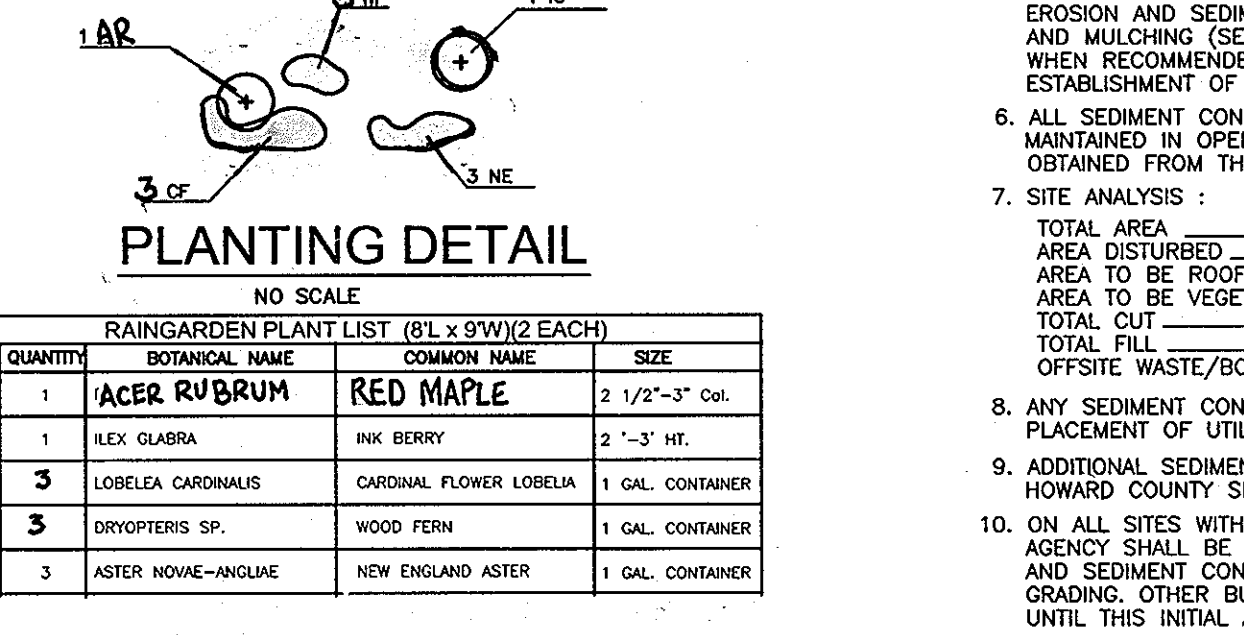 1 AR
3 CF
3 NE
PLANTING DETAIL
NO SCALE
RAINGARDEN PLANT LIST (8'L x 9'W)(2 EACH)
QUANTITY BOTANICAL NAME COMMON NAME SIZE
1 ACER RUBRUM RED MAPLE 2 1/2"-3" Cal.
1 ILEX GLABRA INK BERRY 2 '-3' HT.
3 LOBELEA CARDINALIS CARDINAL FLOWER LOBELIA 1 GAL. CONTAINER
3 DRYOPTERIS SP. WOOD FERN 1 GAL. CONTAINER
3 ASTER NOVAE-ANGLIAE NEW ENGLAND ASTER 1 GAL. CONTAINER
EROSION AND SEDIM
AND MULCHING (SE
WHEN RECOMMENDE
ESTABLISHMENT OF
6. ALL SEDIMENT CON
MAINTAINED IN OPE
OBTAINED FROM TH
7. SITE ANALYSIS :
TOTAL AREA
AREA DISTURBED
AREA TO BE ROOF
AREA TO BE VEGE
TOTAL CUT
TOTAL FILL
OFFSITE WASTE/BO
8. ANY SEDIMENT CON
PLACEMENT OF UTIL
9. ADDITIONAL SEDIMEN
HOWARD COUNTY S
10. ON ALL SITES WITH
AGENCY SHALL BE
AND SEDIMENT CON
GRADING. OTHER BU
UNTIL THIS INITIAL